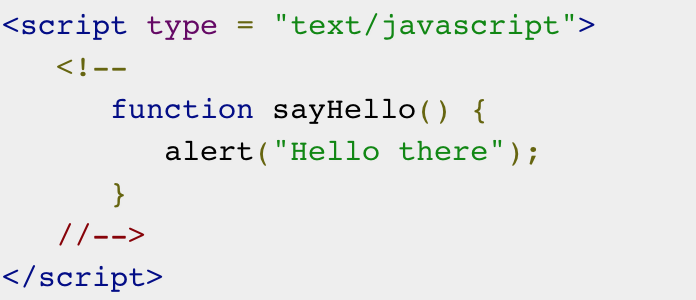 <script type = "text/javascript">
   <!--
      function sayHello() {
         alert("Hello there");
      }
   //-->
</script>